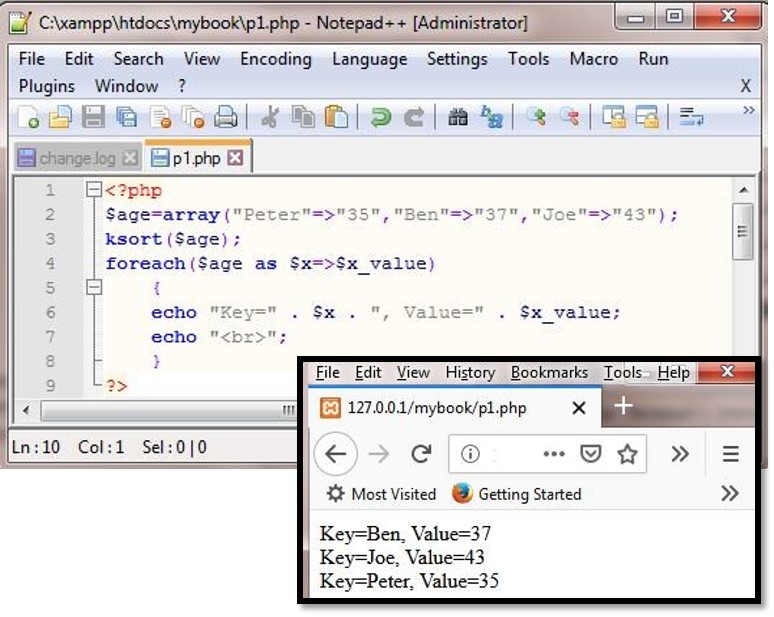 C:\xampp\htdocs\mybook\p1.php - Notepad++ [Administrator]
File Edit Search View Encoding Language Settings Tools Macro Run
Plugins Window ? X
change.log p1.php
1 <?php
2 $age=array("Peter"=>"35","Ben"=>"37","Joe"=>"43");
3 ksort($age);
4 foreach($age as $x=>$x_value)
5 {
6 echo "Key=" . $x . ", Value=" . $x_value;
7 echo "<br>";
8 }
9 ?>
Ln:10 Col:1 Sel:0|0
File Edit View History Bookmarks Tools Help
127.0.0.1/mybook/p1.php
Most Visited Getting Started
Key=Ben, Value=37
Key=Joe, Value=43
Key=Peter, Value=35